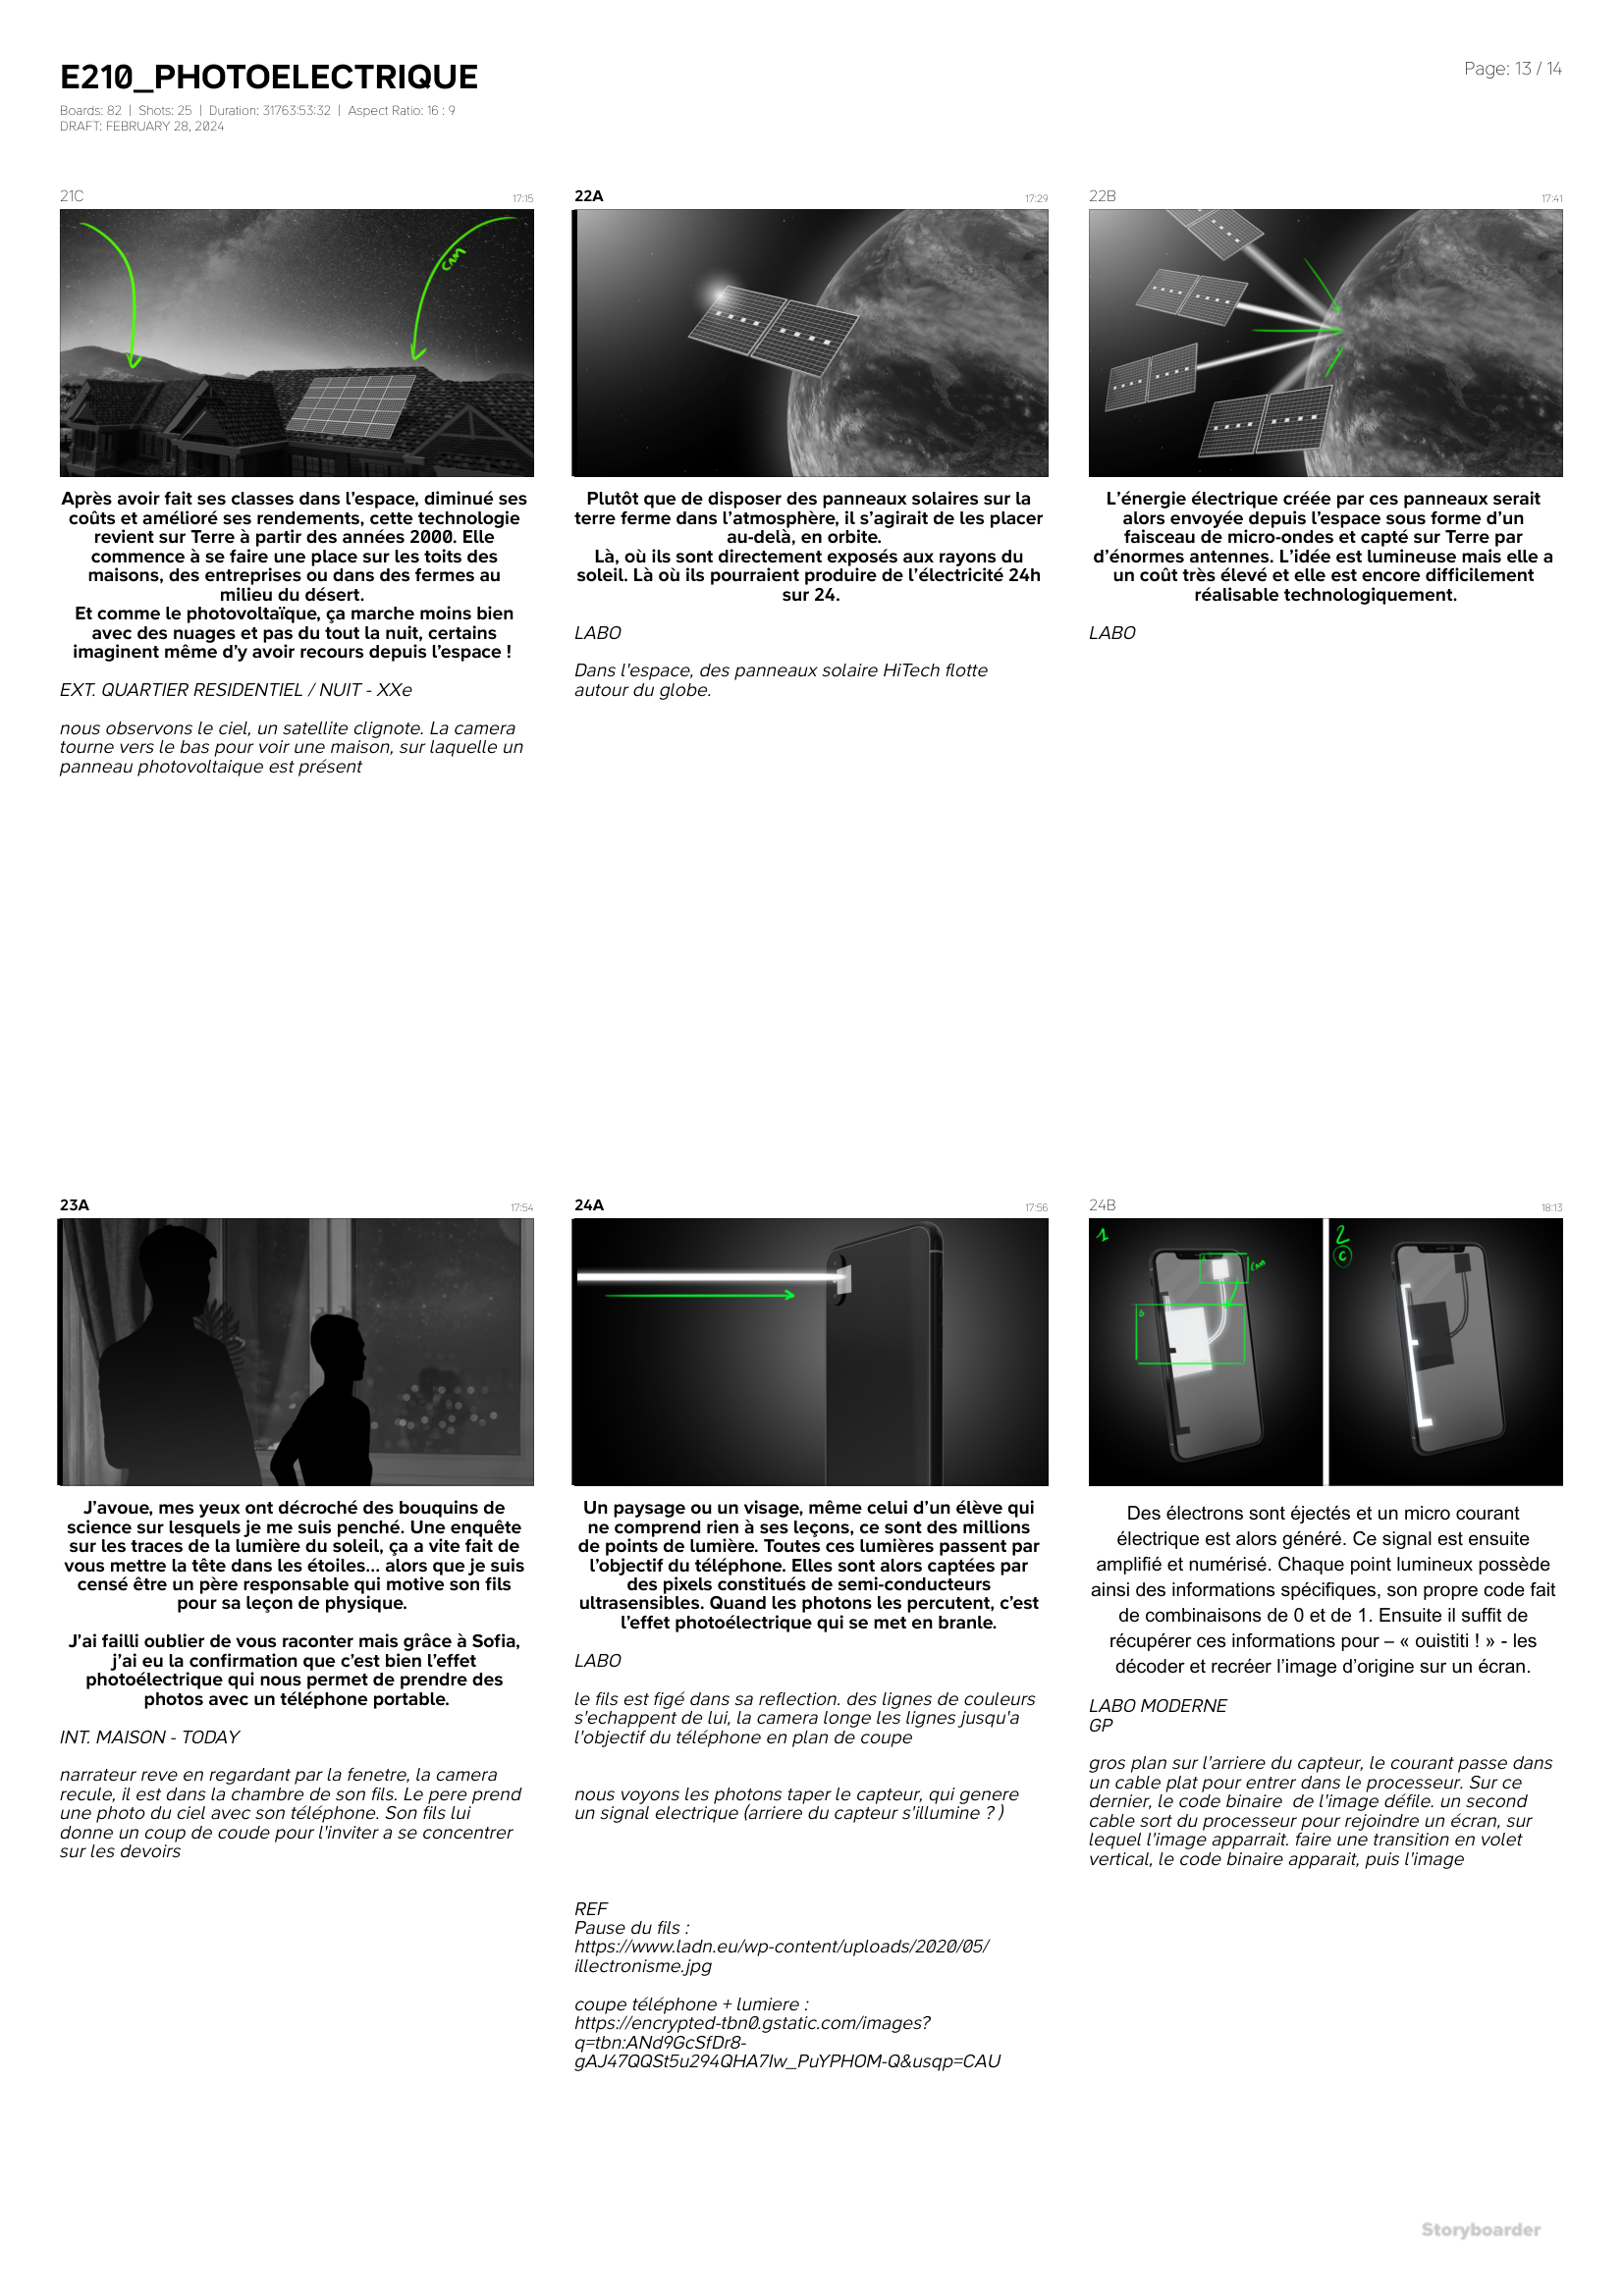 E210_PHOTOELECTRIQUE
Page: 13 / 14
Boards: 82 | Shots: 25 | Duration: 31763:53:32 | Aspect Ratio: 16 : 9
DRAFT: FEBRUARY 28, 2024
21C
17:15
CAM
Après avoir fait ses classes dans l'espace, diminué ses
coûts et amélioré ses rendements, cette technologie
revient sur Terre à partir des années 2000. Elle
commence à se faire une place sur les toits des
maisons, des entreprises ou dans des fermes au
milieu du désert.
Et comme le photovoltaïque, ça marche moins bien
avec des nuages et pas du tout la nuit, certains
imaginent même d'y avoir recours depuis l'espace !
EXT. QUARTIER RESIDENTIEL / NUIT - XXe
nous observons le ciel, un satellite clignote. La camera
tourne vers le bas pour voir une maison, sur laquelle un
panneau photovoltaique est présent
22A
17:29
Plutôt que de disposer des panneaux solaires sur la
terre ferme dans l'atmosphère, il s'agirait de les placer
au-delà, en orbite.
Là, où ils sont directement exposés aux rayons du
soleil. Là où ils pourraient produire de l'électricité 24h
sur 24.
LABO
Dans l'espace, des panneaux solaire HiTech flotte
autour du globe.
22B
17:41
L'énergie électrique créée par ces panneaux serait
alors envoyée depuis l'espace sous forme d'un
faisceau de micro-ondes et capté sur Terre par
d'énormes antennes. L'idée est lumineuse mais elle a
un coût très élevé et elle est encore difficilement
réalisable technologiquement.
LABO
23A
17:54
J'avoue, mes yeux ont décroché des bouquins de
science sur lesquels je me suis penché. Une enquête
sur les traces de la lumière du soleil, ça a vite fait de
vous mettre la tête dans les étoiles... alors que je suis
censé être un père responsable qui motive son fils
pour sa leçon de physique.
J'ai failli oublier de vous raconter mais grâce à Sofia,
j'ai eu la confirmation que c'est bien l'effet
photoélectrique qui nous permet de prendre des
photos avec un téléphone portable.
INT. MAISON - TODAY
narrateur reve en regardant par la fenetre, la camera
recule, il est dans la chambre de son fils. Le pere prend
une photo du ciel avec son téléphone. Son fils lui
donne un coup de coude pour l'inviter a se concentrer
sur les devoirs
24A
17:56
Un paysage ou un visage, même celui d'un élève qui
ne comprend rien à ses leçons, ce sont des millions
de points de lumière. Toutes ces lumières passent par
l'objectif du téléphone. Elles sont alors captées par
des pixels constitués de semi-conducteurs
ultrasensibles. Quand les photons les percutent, c'est
l'effet photoélectrique qui se met en branle.
LABO
le fils est figé dans sa reflection. des lignes de couleurs
s'echappent de lui, la camera longe les lignes jusqu'a
l'objectif du téléphone en plan de coupe
nous voyons les photons taper le capteur, qui genere
un signal electrique (arriere du capteur s'illumine ? )
REF
Pause du fils :
https://www.ladn.eu/wp-content/uploads/2020/05/
illectronisme.jpg
coupe téléphone + lumiere :
https://encrypted-tbn0.gstatic.com/images?
q=tbn:ANd9GcSfDr8-
gAJ47QQSt5u294QHA7Iw_PuYPHOM-Q&usqp=CAU
24B
18:13
1
CAM
2
C
Des électrons sont éjectés et un micro courant
électrique est alors généré. Ce signal est ensuite
amplifié et numérisé. Chaque point lumineux possède
ainsi des informations spécifiques, son propre code fait
de combinaisons de 0 et de 1. Ensuite il suffit de
récupérer ces informations pour – « ouistiti ! » - les
décoder et recréer l'image d'origine sur un écran.
LABO MODERNE
GP
gros plan sur l'arriere du capteur, le courant passe dans
un cable plat pour entrer dans le processeur. Sur ce
dernier, le code binaire  de l'image défile. un second
cable sort du processeur pour rejoindre un écran, sur
lequel l'image apparrait. faire une transition en volet
vertical, le code binaire apparait, puis l'image
Storyboarder